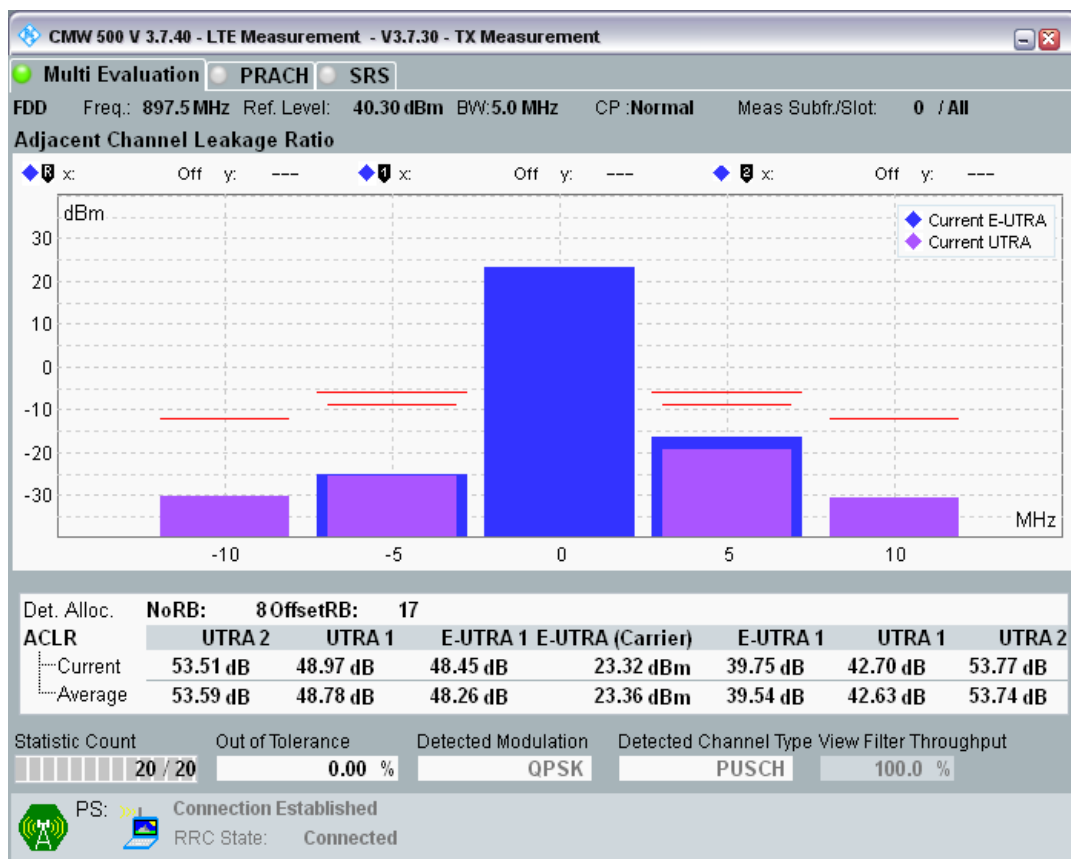 CMW 500 V 3.7.40 - LTE Measurement - V3.7.30 - TX Measurement
Multi Evaluation PRACH SRS
FDD Freq.: 897.5 MHz Ref. Level: 40.30 dBm BW:5.0 MHz CP :Normal Meas Subfr./Slot: 0 / All
Adjacent Channel Leakage Ratio
R x: Off y: --- 1 x: Off y: --- 2 x: Off y: ---
dBm
Current E-UTRA
Current UTRA
30
20
10
0
-10
-20
-30
MHz
-10 -5 0 5 10
Det. Alloc. NoRB: 8 OffsetRB: 17
ACLR UTRA 2 UTRA 1 E-UTRA 1 E-UTRA (Carrier) E-UTRA 1 UTRA 1 UTRA 2
Current 53.51 dB 48.97 dB 48.45 dB 23.32 dBm 39.75 dB 42.70 dB 53.77 dB
Average 53.59 dB 48.78 dB 48.26 dB 23.36 dBm 39.54 dB 42.63 dB 53.74 dB
Statistic Count Out of Tolerance Detected Modulation Detected Channel Type View Filter Throughput
20 / 20 0.00 % QPSK PUSCH 100.0 %
PS: Connection Established
RRC State: Connected